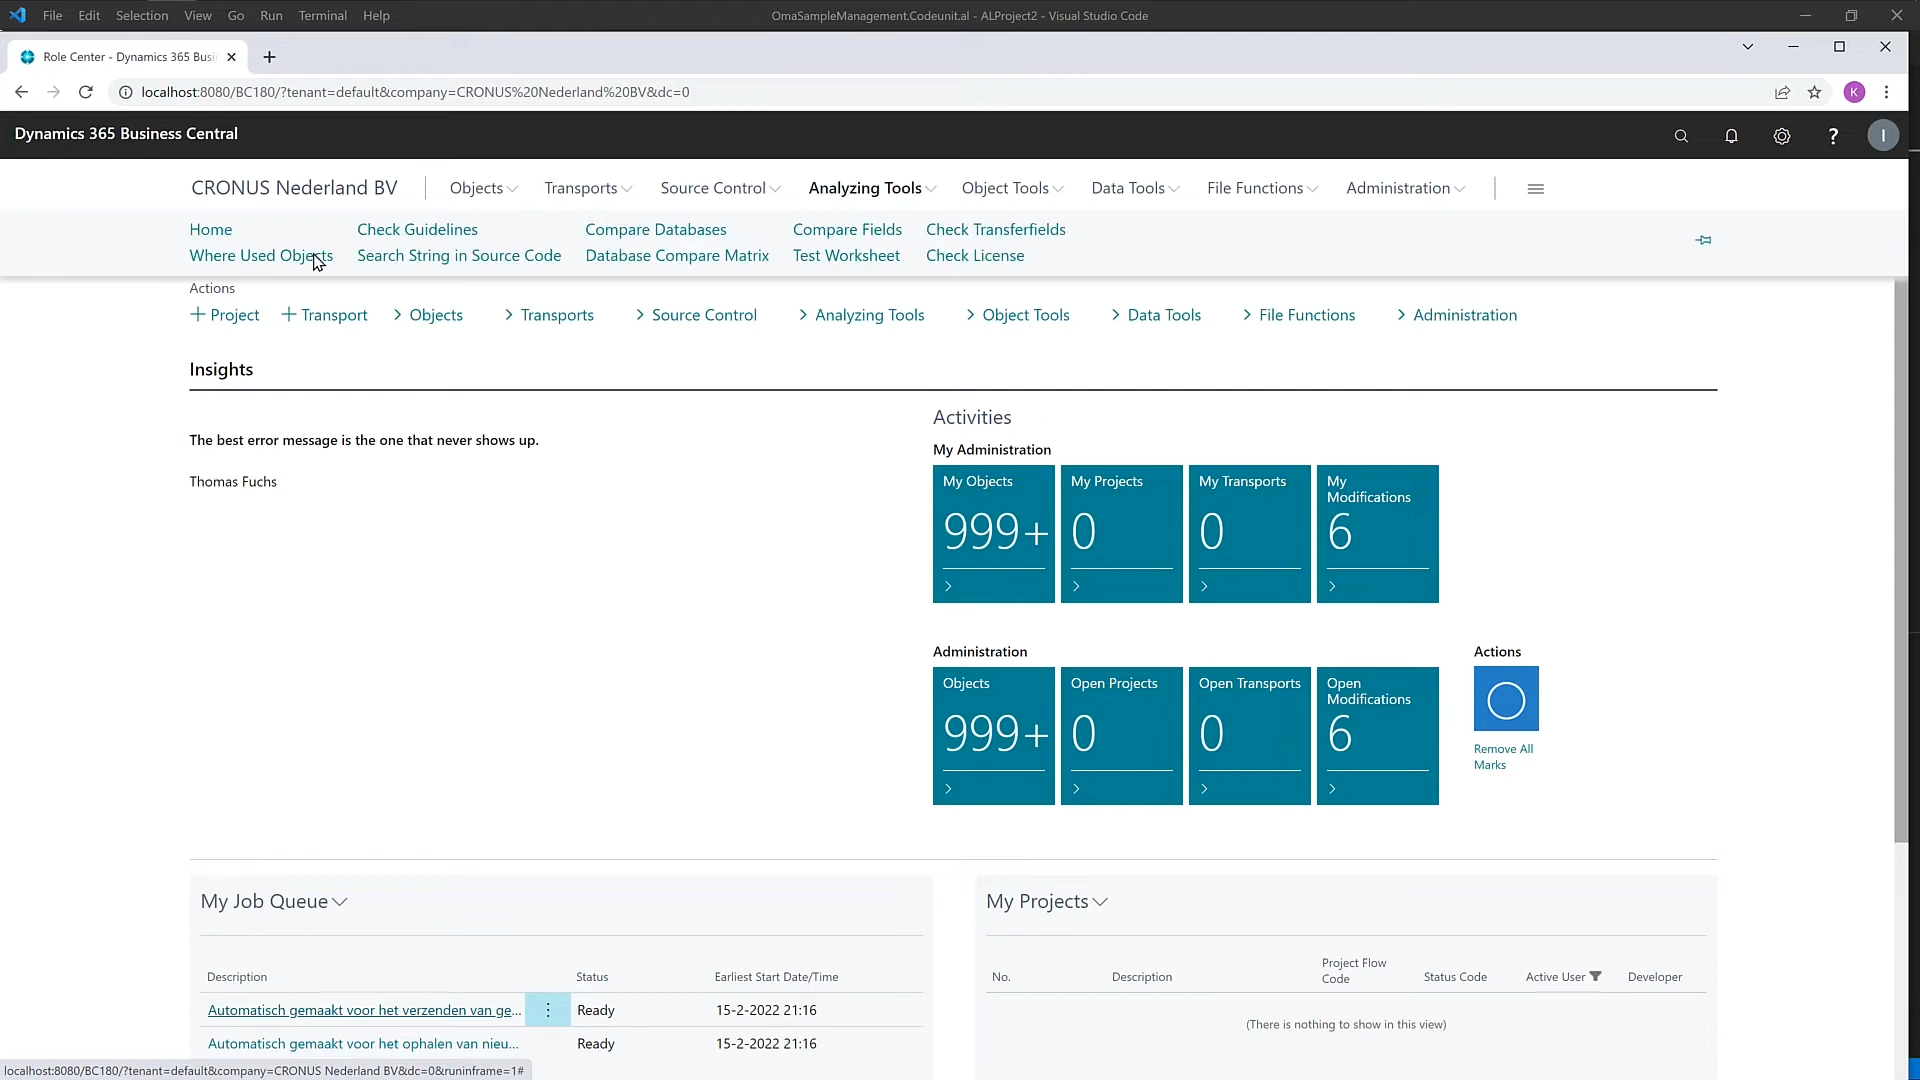 File Edit Selection View Go Run Terminal Help
OmaSampleManagement.Codeunit.al - ALProject2 - Visual Studio Code
Role Center - Dynamics 365 Busi
localhost:8080/BC180/?tenant=default&company=CRONUS%20Nederland%20BV&dc=0
K
Dynamics 365 Business Central
?
I
CRONUS Nederland BV
Objects Transports Source Control Analyzing Tools Object Tools Data Tools File Functions Administration
Home Check Guidelines Compare Databases Compare Fields Check Transferfields
Where Used Objects Search String in Source Code Database Compare Matrix Test Worksheet Check License
Actions
+ Project + Transport > Objects > Transports > Source Control > Analyzing Tools > Object Tools > Data Tools > File Functions > Administration
Insights
The best error message is the one that never shows up.
Thomas Fuchs
Activities
My Administration
My Objects
999+
My Projects
0
My Transports
0
My
Modifications
6
Administration
Objects
999+
Open Projects
0
Open Transports
0
Open
Modifications
6
Actions
Remove All
Marks
My Job Queue
Description Status Earliest Start Date/Time
Automatisch gemaakt voor het verzenden van ge... Ready 15-2-2022 21:16
Automatisch gemaakt voor het ophalen van nieu... Ready 15-2-2022 21:16
My Projects
No. Description Project Flow
Code Status Code Active User Developer
(There is nothing to show in this view)
localhost:8080/BC180/?tenant=default&company=CRONUS Nederland BV&dc=0&runinframe=1#